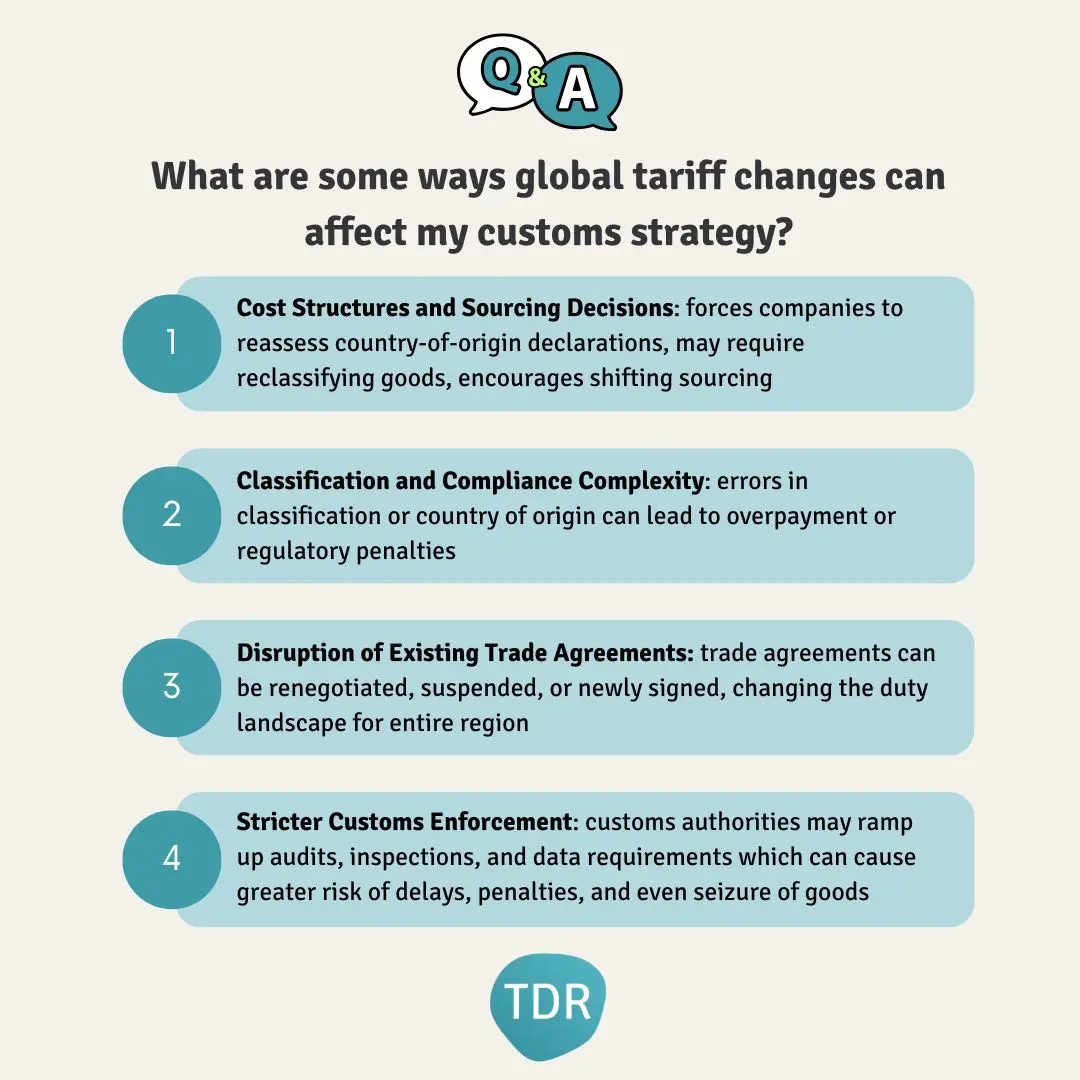 Q & A
What are some ways global tariff changes can
affect my customs strategy?
1
Cost Structures and Sourcing Decisions: forces companies to
reassess country-of-origin declarations, may require
reclassifying goods, encourages shifting sourcing
2
Classification and Compliance Complexity: errors in
classification or country of origin can lead to overpayment or
regulatory penalties
3
Disruption of Existing Trade Agreements: trade agreements can
be renegotiated, suspended, or newly signed, changing the duty
landscape for entire region
4
Stricter Customs Enforcement: customs authorities may ramp
up audits, inspections, and data requirements which can cause
greater risk of delays, penalties, and even seizure of goods
TDR